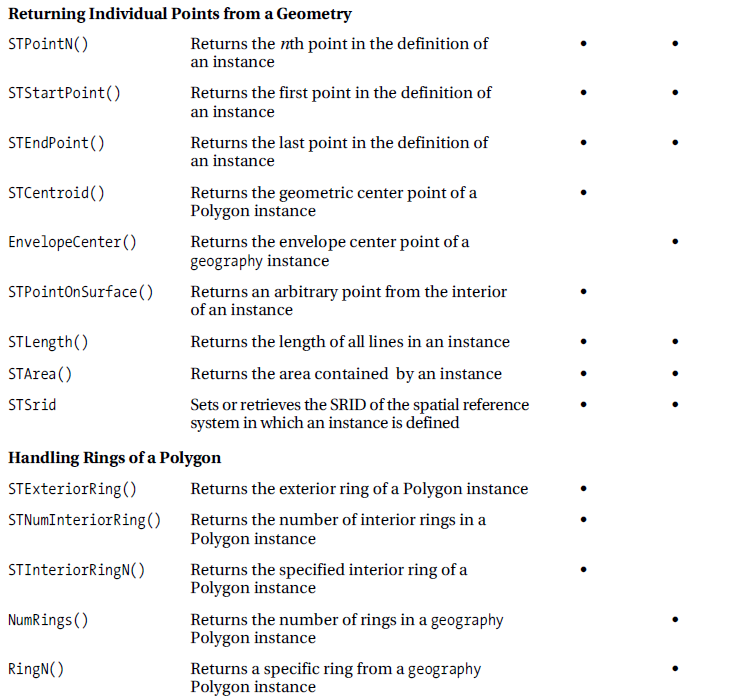 Returning Individual Points from a Geometry
STPointN() Returns the nth point in the definition of • •
an instance
STStartPoint() Returns the first point in the definition of • •
an instance
STEndPoint() Returns the last point in the definition of • •
an instance
STCentroid() Returns the geometric center point of a •
Polygon instance
EnvelopeCenter() Returns the envelope center point of a •
geography instance
STPointOnSurface() Returns an arbitrary point from the interior •
of an instance
STLength() Returns the length of all lines in an instance • •
STArea() Returns the area contained by an instance • •
STSrid Sets or retrieves the SRID of the spatial reference • •
system in which an instance is defined
Handling Rings of a Polygon
STExteriorRing() Returns the exterior ring of a Polygon instance •
STNumInteriorRing() Returns the number of interior rings in a •
Polygon instance
STInteriorRingN() Returns the specified interior ring of a •
Polygon instance
NumRings() Returns the number of rings in a geography •
Polygon instance
RingN() Returns a specific ring from a geography •
Polygon instance